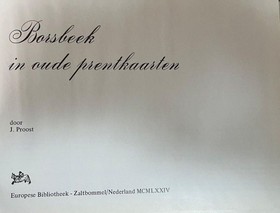 Borsbeek
in oude prentkaarten
door
J. Proost
Europese Bibliotheek - Zaltbommel/Nederland MCMLXXIV